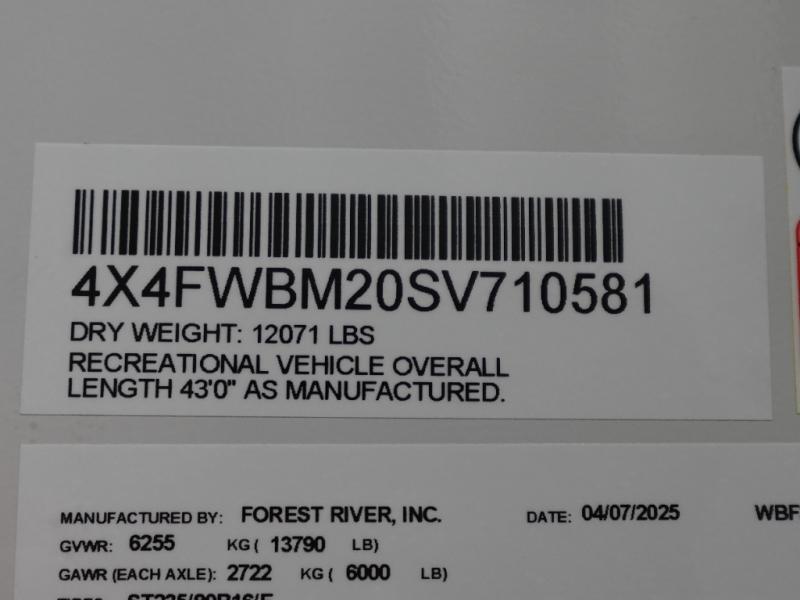 4X4FWBM20SV710581
DRY WEIGHT: 12071 LBS
RECREATIONAL VEHICLE OVERALL
LENGTH 43'0" AS MANUFACTURED.
MANUFACTURED BY: FOREST RIVER, INC. DATE: 04/07/2025 WBF
GVWR: 6255 KG ( 13790 LB)
GAWR (EACH AXLE): 2722 KG ( 6000 LB)